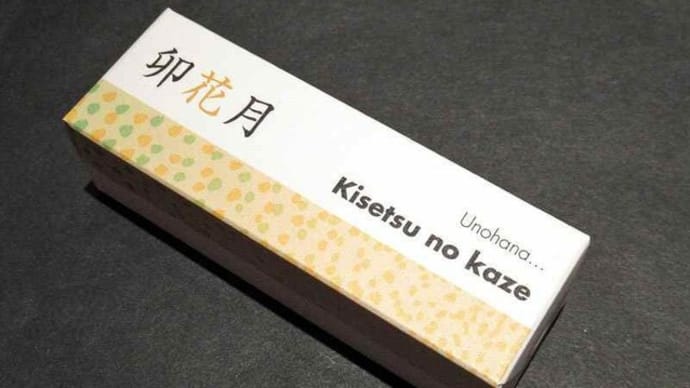 卯花月
Unohana...
Kisetsu no kaze